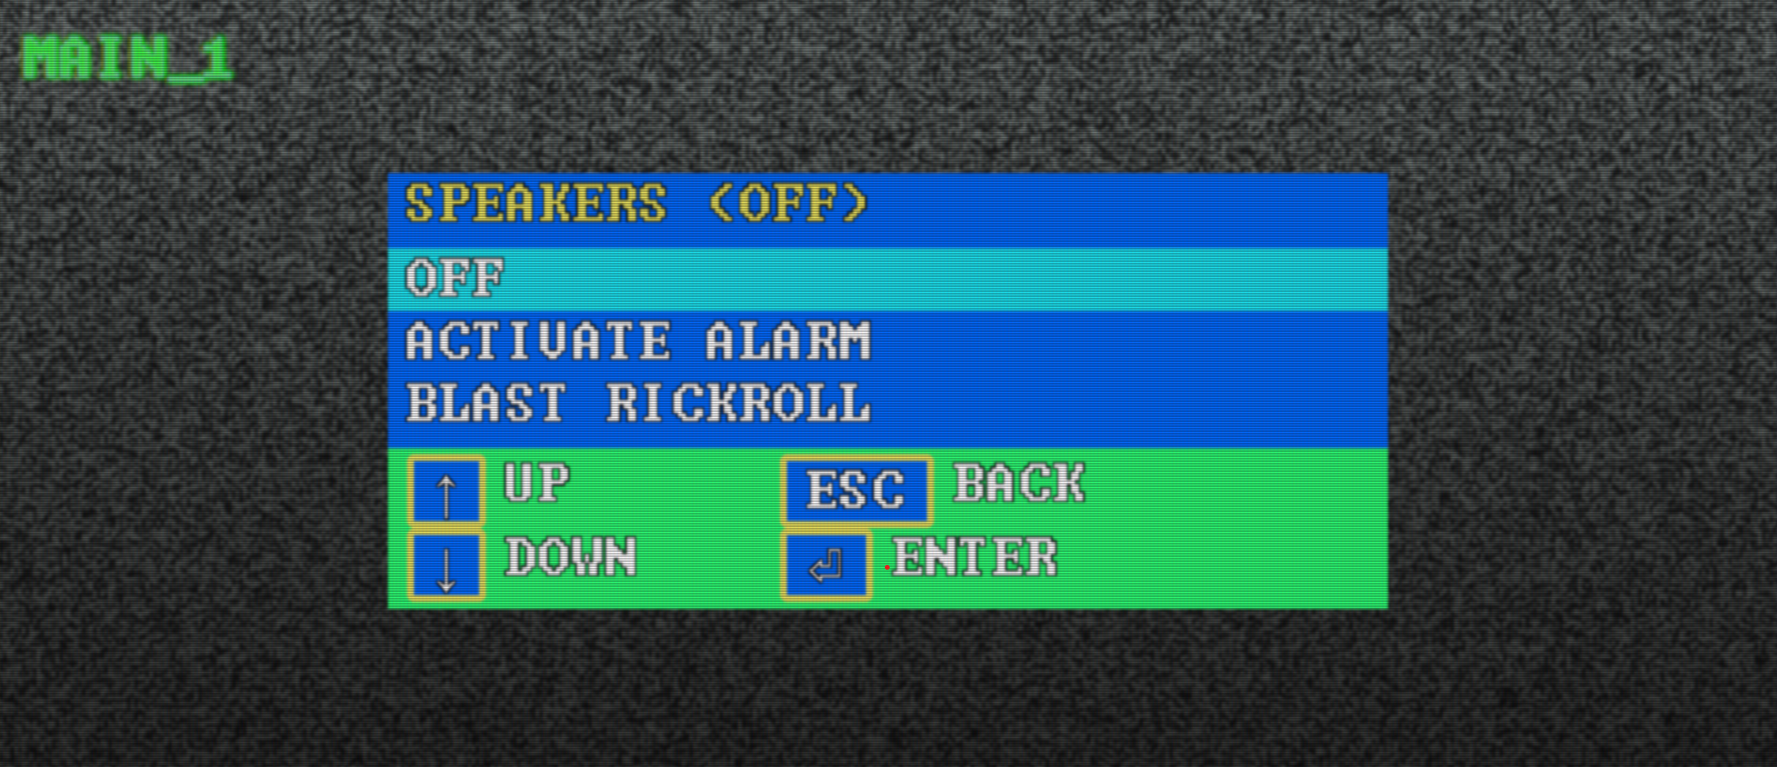 MAIN_1
SPEAKERS <OFF>
OFF
ACTIVATE ALARM
BLAST RICKROLL
↑ UP ESC BACK
↓ DOWN ⏎ ENTER